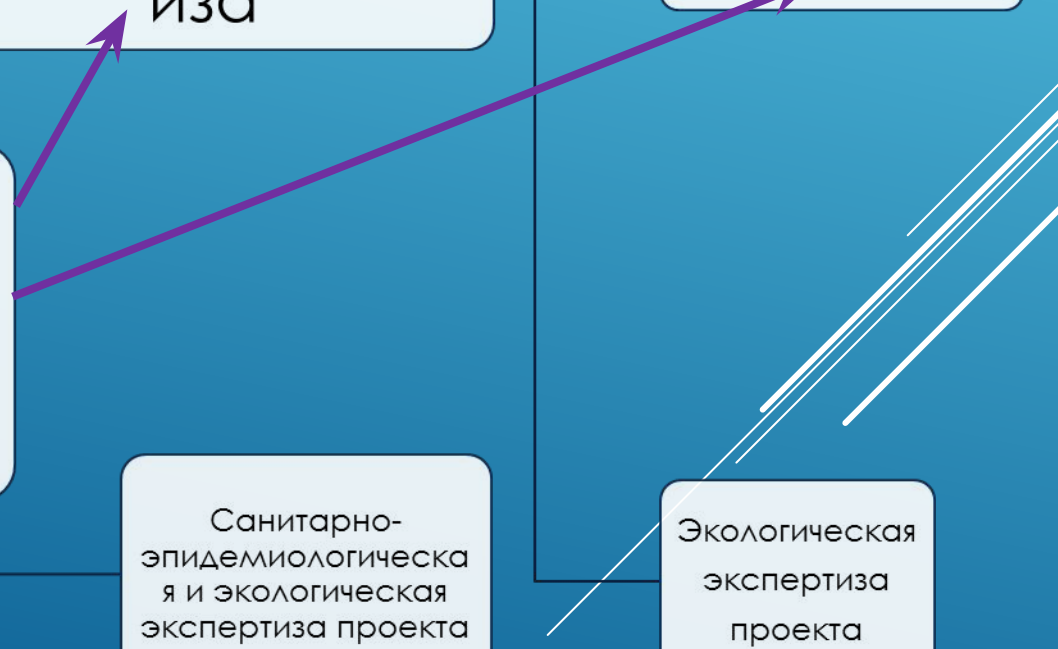 иза
Санитарно-
эпидемиологическа
я и экологическая
экспертиза проекта
Экологическая
экспертиза
проекта